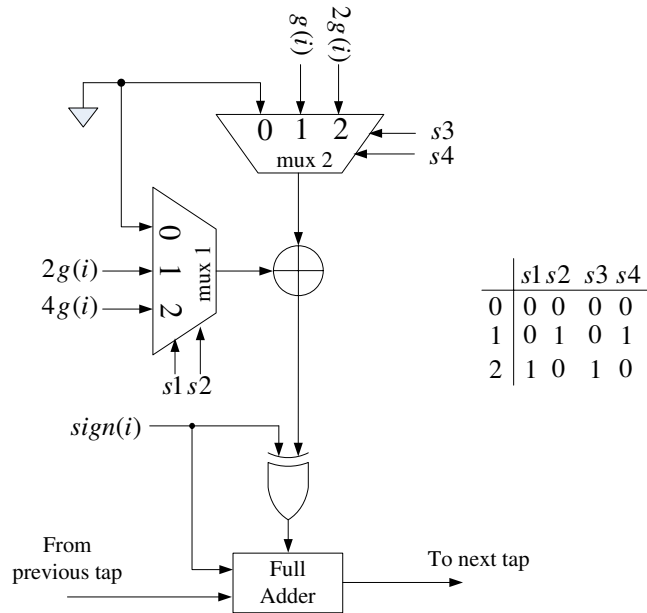 g(i)
2g(i)
0 1 2
mux 2
s3
s4
0
1
2
mux 1
2g(i)
4g(i)
s1 s2
s1 s2 s3 s4
0 0 0 0 0
1 0 1 0 1
2 1 0 1 0
sign(i)
From
previous tap
Full
Adder
To next tap